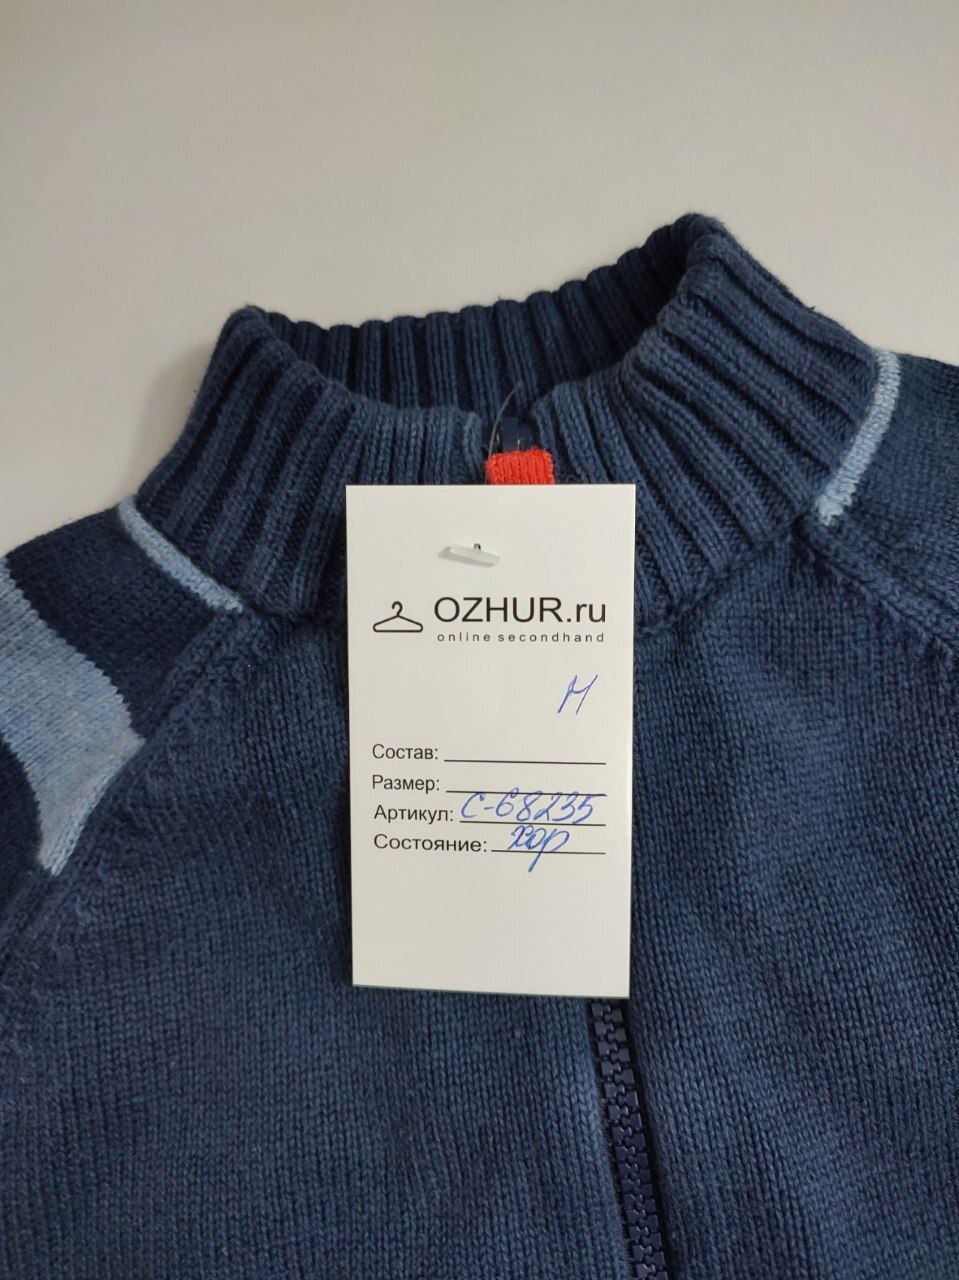 OZHUR.ru
online secondhand
М
Состав:
Размер:
Артикул: С-68235
Состояние: хор